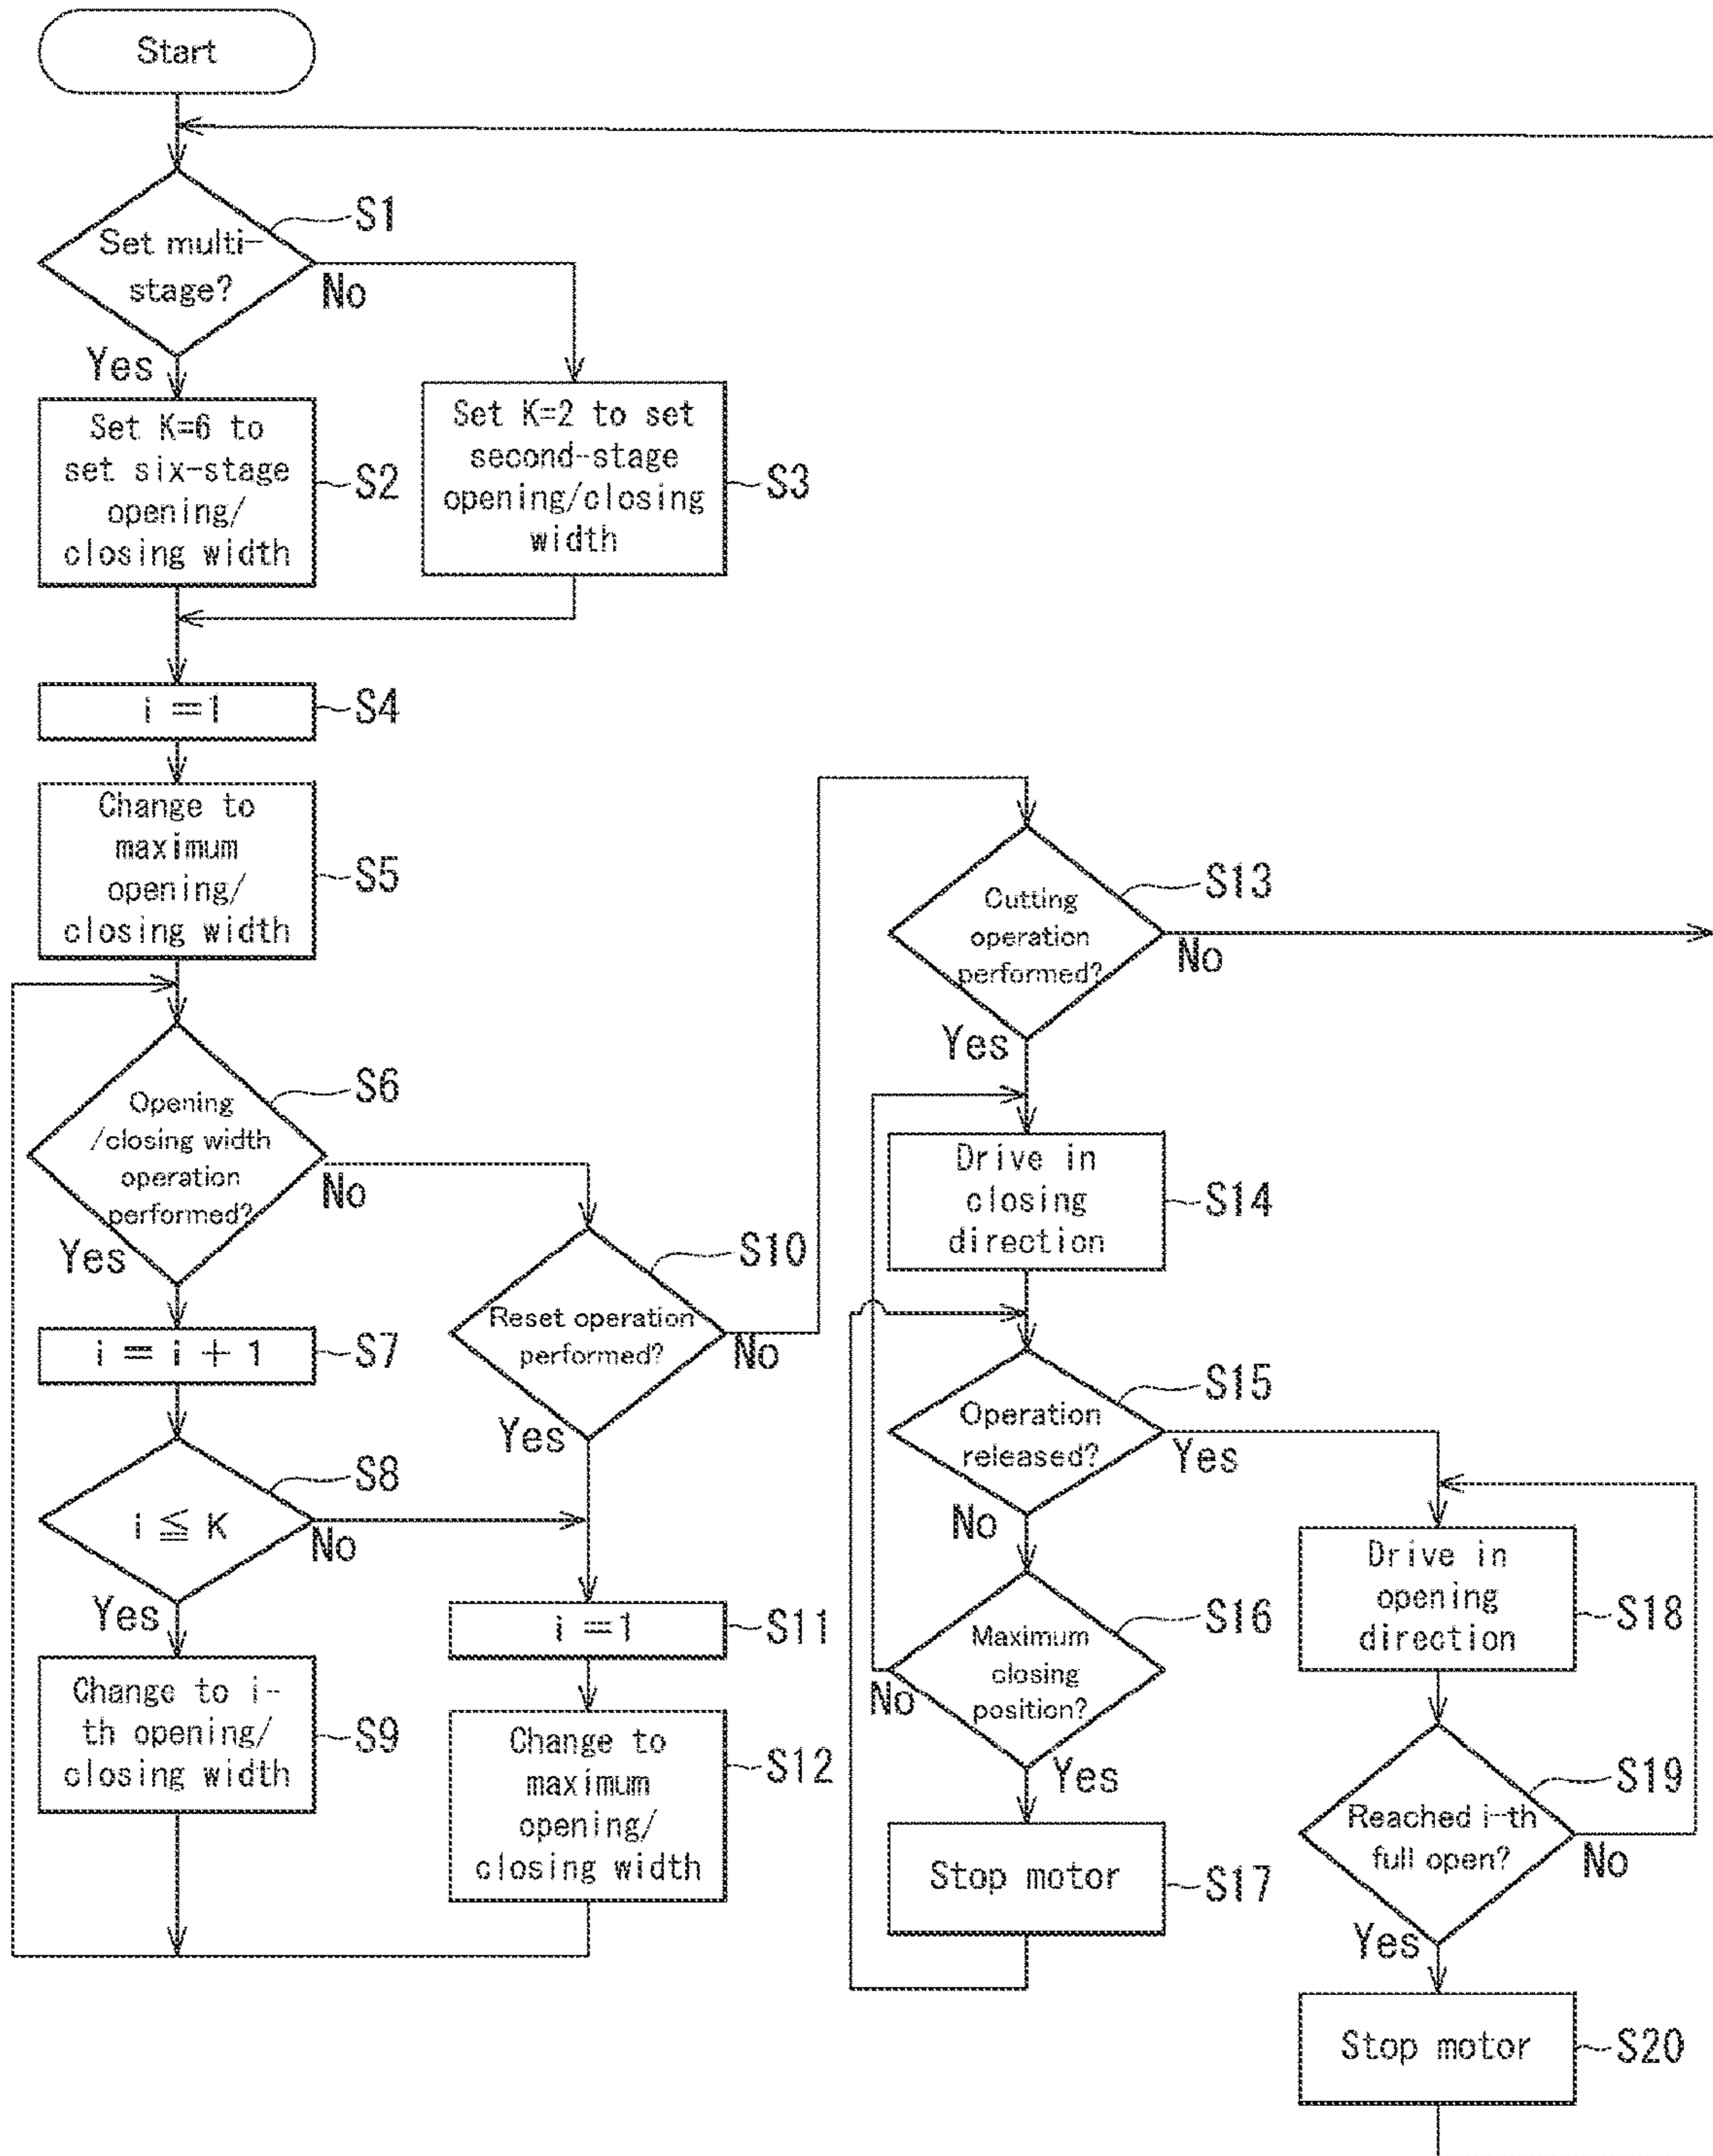 Start
S1
Set multi-
stage?
No
Yes
Set K=6 to
set six-stage
opening/
closing width
S2
Set K=2 to set
second-stage
opening/closing
width
S3
i =1
S4
Change to
maximum
opening/
closing width
S5
Opening
/closing width
operation
performed?
S6
No
Yes
i = i + 1
S7
i ≦ K
S8
No
Yes
Change to i-
th opening/
closing width
S9
Reset operation
performed?
S10
No
Yes
i =1
S11
Change to
maximum
opening/
closing width
S12
Cutting
operation
performed?
S13
No
Yes
Drive in
closing
direction
S14
Operation
released?
S15
Yes
No
Maximum
closing
position?
S16
No
Yes
Stop motor
S17
Drive in
opening
direction
S18
Reached i-th
full open?
S19
No
Yes
Stop motor
S20